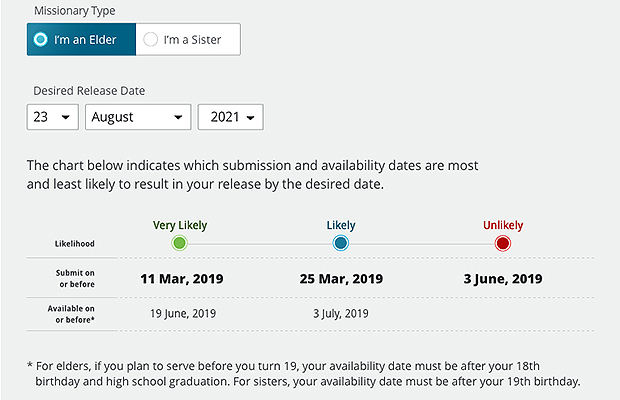 Missionary Type
I'm an Elder
I'm a Sister
Desired Release Date
23
August
2021
The chart below indicates which submission and availability dates are most
and least likely to result in your release by the desired date.
Very Likely
Likely
Unlikely
Likelihood
Submit on
or before
11 Mar, 2019
25 Mar, 2019
3 June, 2019
Available on
or before*
19 June, 2019
3 July, 2019
* For elders, if you plan to serve before you turn 19, your availability date must be after your 18th
birthday and high school graduation. For sisters, your availability date must be after your 19th birthday.